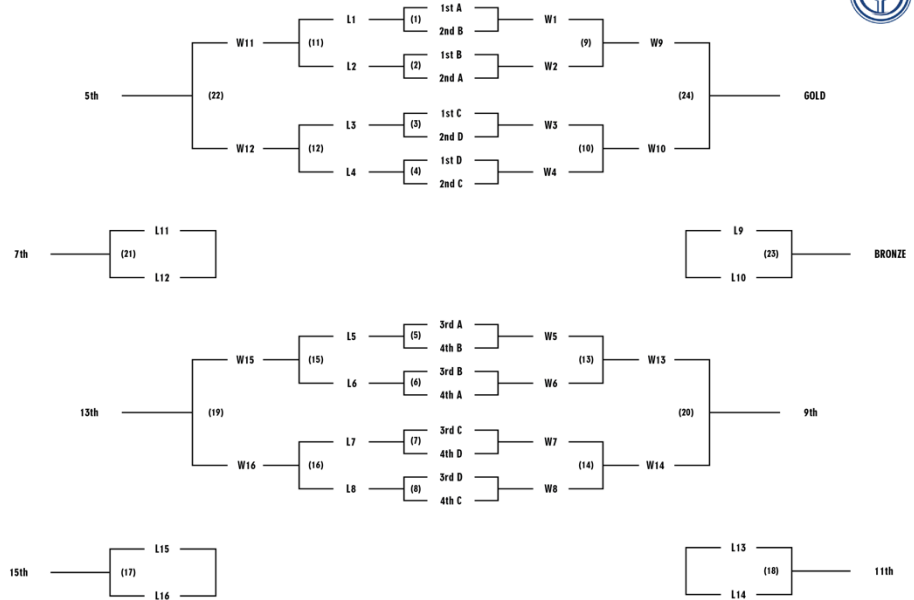 1st A
L1 (1) W1
2nd B
W11 (11) (9) W9
1st B
L2 (2) W2
2nd A
5th (22) (24) GOLD
1st C
L3 (3) W3
2nd D
W12 (12) (10) W10
1st D
L4 (4) W4
2nd C
L11 L9
7th (21) (23) BRONZE
L12 L10
3rd A
L5 (5) W5
4th B
W15 (15) (13) W13
3rd B
L6 (6) W6
4th A
13th (19) (20) 9th
3rd C
L7 (7) W7
4th D
W16 (16) (14) W14
3rd D
L8 (8) W8
4th C
L15 L13
15th (17) (18) 11th
L16 L14